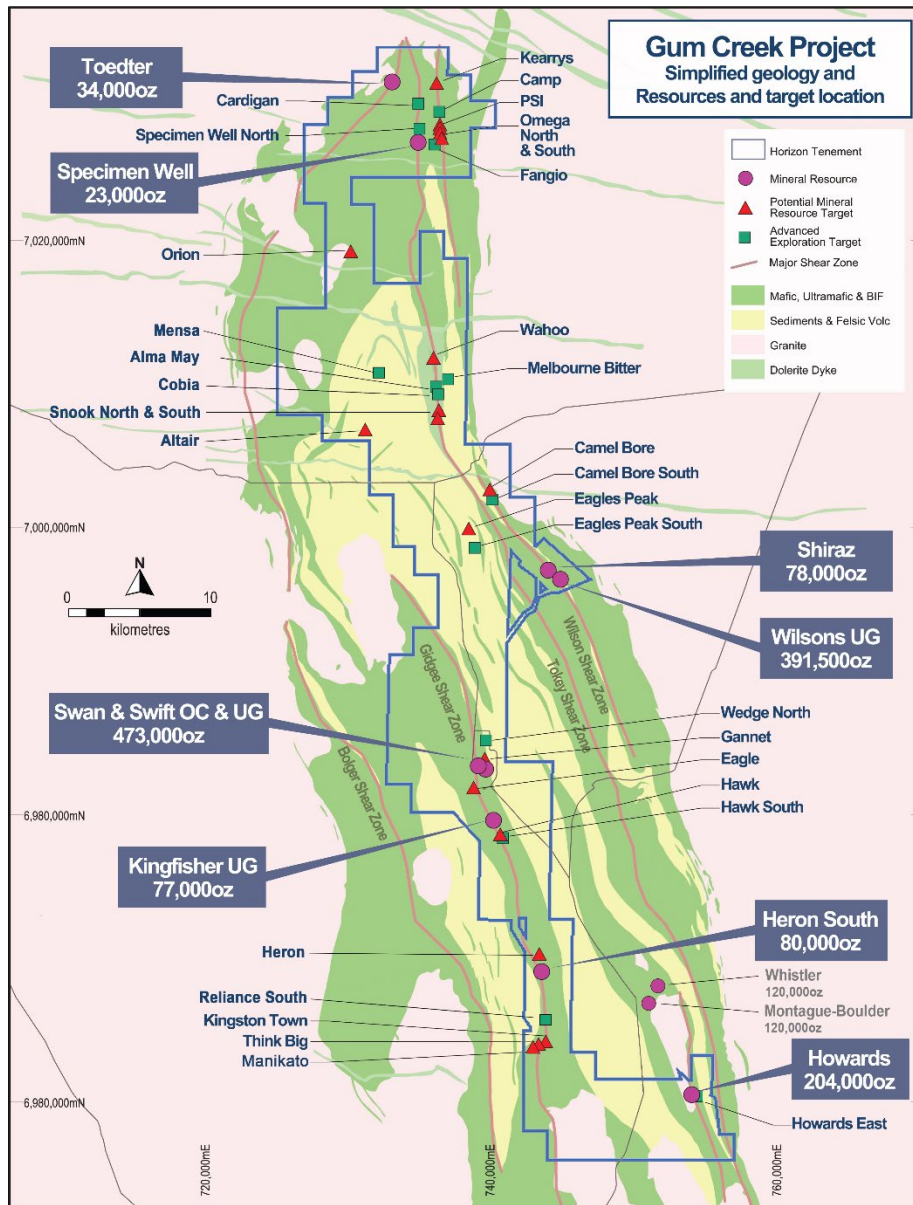 Gum Creek Project
Simplified geology and
Resources and target location
Horizon Tenement
Mineral Resource
Potential Mineral
Resource Target
Advanced
Exploration Target
Major Shear Zone
Mafic, Ultramafic & BIF
Sediments & Felsic Volc
Granite
Dolerite Dyke
Toedter
34,000oz
Kearrys
Camp
Cardigan
PSI
Specimen Well North
Omega
North
& South
Fangio
Specimen Well
23,000oz
7,020,000mN
Orion
Mensa
Wahoo
Alma May
Melbourne Bitter
Cobia
Snook North & South
Altair
Camel Bore
Camel Bore South
Eagles Peak
7,000,000mN
Eagles Peak South
Shiraz
78,000oz
N
0
10
kilometres
Wilsons UG
391,500oz
Wilson Shear Zone
Tokey Shear Zone
Gidgee Shear Zone
Bolger Shear Zone
Swan & Swift OC & UG
473,000oz
Wedge North
Gannet
Eagle
Hawk
Hawk South
6,980,000mN
Kingfisher UG
77,000oz
Heron South
80,000oz
Heron
Whistler
120,000oz
Montague-Boulder
120,000oz
Reliance South
Kingston Town
Think Big
Manikato
Howards
204,000oz
6,980,000mN
Howards East
720,000mE
740,000mE
760,000mE